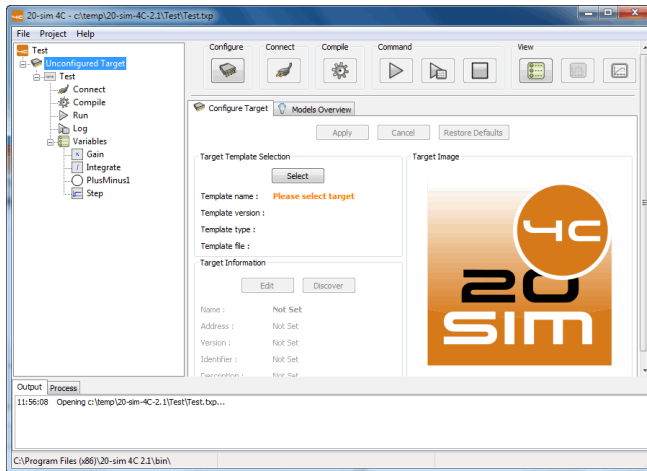 20-sim 4C - c:\temp\20-sim-4C-2.1\Test\Test.txp
File Project Help
Test
Unconfigured Target
Test
Connect
Compile
Run
Log
Variables
Gain
Integrate
PlusMinus1
Step
Configure Connect Compile Command View
Configure Target Models Overview
Apply Cancel Restore Defaults
Target Template Selection
Select
Template name : Please select target
Template version :
Template type :
Template file :
Target Information
Edit Discover
Name : Not Set
Address : Not Set
Version : Not Set
Identifier : Not Set
Description : Not Set
Target Image
4C
20
SIM
Output Process
11:56:08 Opening c:\temp\20-sim-4C-2.1\Test\Test.txp...
C:\Program Files (x86)\20-sim 4C 2.1\bin\